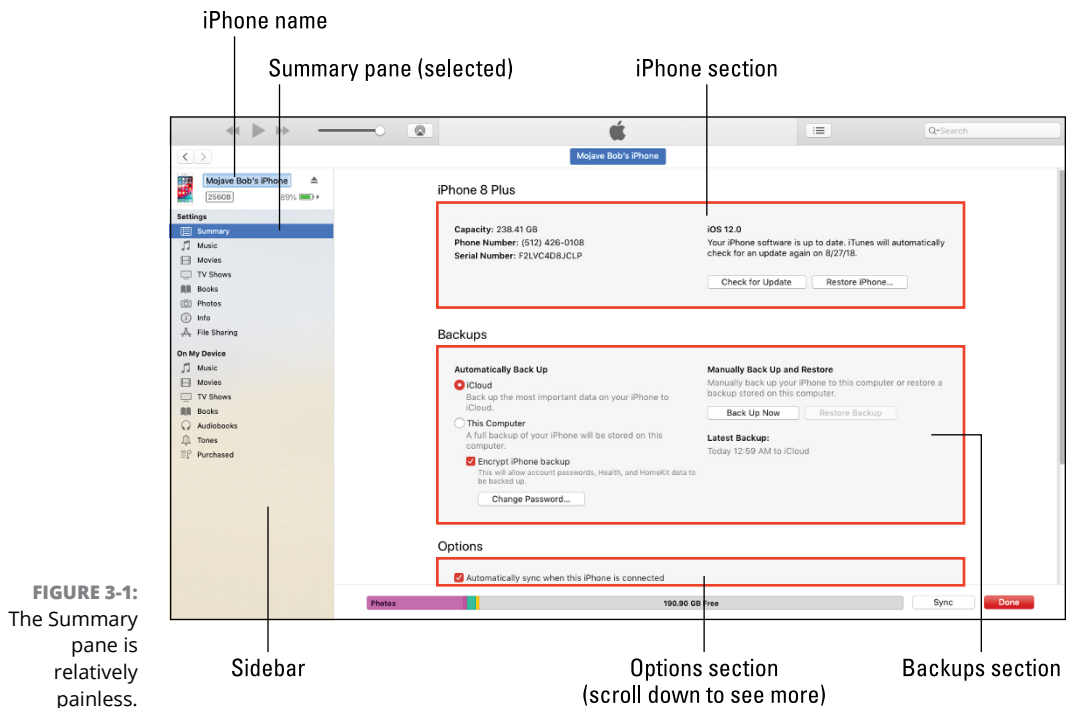 iPhone name
Summary pane (selected)
iPhone section
Search
Mojave Bob's iPhone
Mojave Bob's iPhone
256GB
89%
Settings
Summary
Music
Movies
TV Shows
Books
Photos
Info
File Sharing
On My Device
Music
Movies
TV Shows
Books
Audiobooks
Tones
Purchased
iPhone 8 Plus
Capacity: 238.41 GB
Phone Number: (512) 426-0108
Serial Number: F2LVC4D8JCLP
iOS 12.0
Your iPhone software is up to date. iTunes will automatically
check for an update again on 8/27/18.
Check for Update
Restore iPhone...
Backups
Automatically Back Up
iCloud
Back up the most important data on your iPhone to
iCloud.
This Computer
A full backup of your iPhone will be stored on this
computer.
Encrypt iPhone backup
This will allow account passwords, Health, and HomeKit data to
be backed up.
Change Password...
Manually Back Up and Restore
Manually back up your iPhone to this computer or restore a
backup stored on this computer.
Back Up Now
Restore Backup
Latest Backup:
Today 12:59 AM to iCloud
Options
Automatically sync when this iPhone is connected
Photos
190.90 GB Free
Sync
Done
FIGURE 3-1:
The Summary
pane is
relatively
painless.
Sidebar
Options section
(scroll down to see more)
Backups section